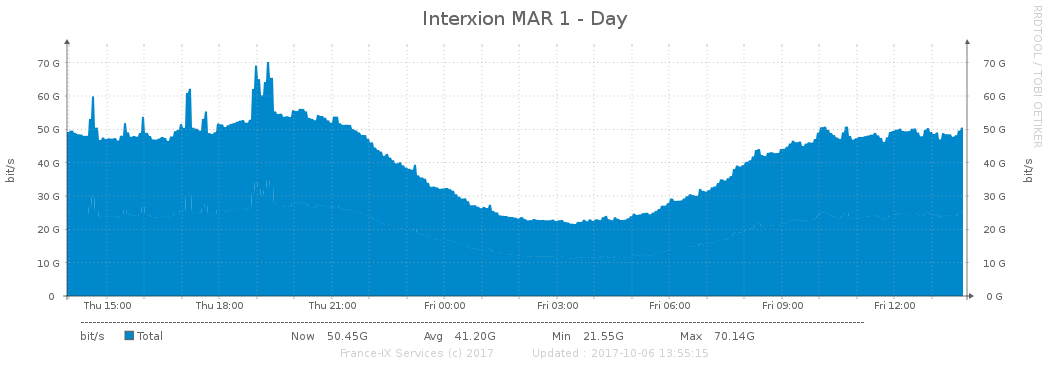 Interxion MAR 1 - Day
RRDTOOL / TOBI OETIKER
bit/s
70 G 70 G
60 G 60 G
50 G 50 G
40 G 40 G
30 G 30 G
20 G 20 G
10 G 10 G
0 0 G
bit/s
Thu 15:00 Thu 18:00 Thu 21:00 Fri 00:00 Fri 03:00 Fri 06:00 Fri 09:00 Fri 12:00
bit/s Total Now 50.45G Avg 41.20G Min 21.55G Max 70.14G
France-IX Services (c) 2017 Updated : 2017-10-06 13:55:15